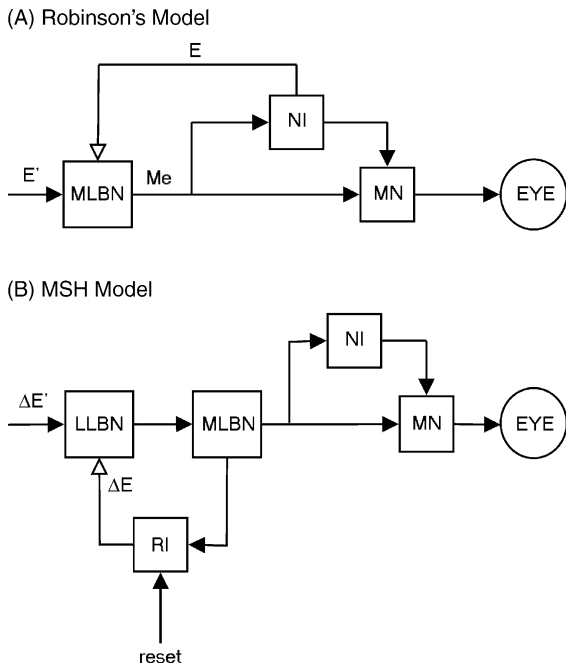 (A) Robinson's Model
E
NI
E'
MLBN
Me
MN
EYE
(B) MSH Model
NI
ΔE'
LLBN
MLBN
MN
EYE
ΔE
RI
reset